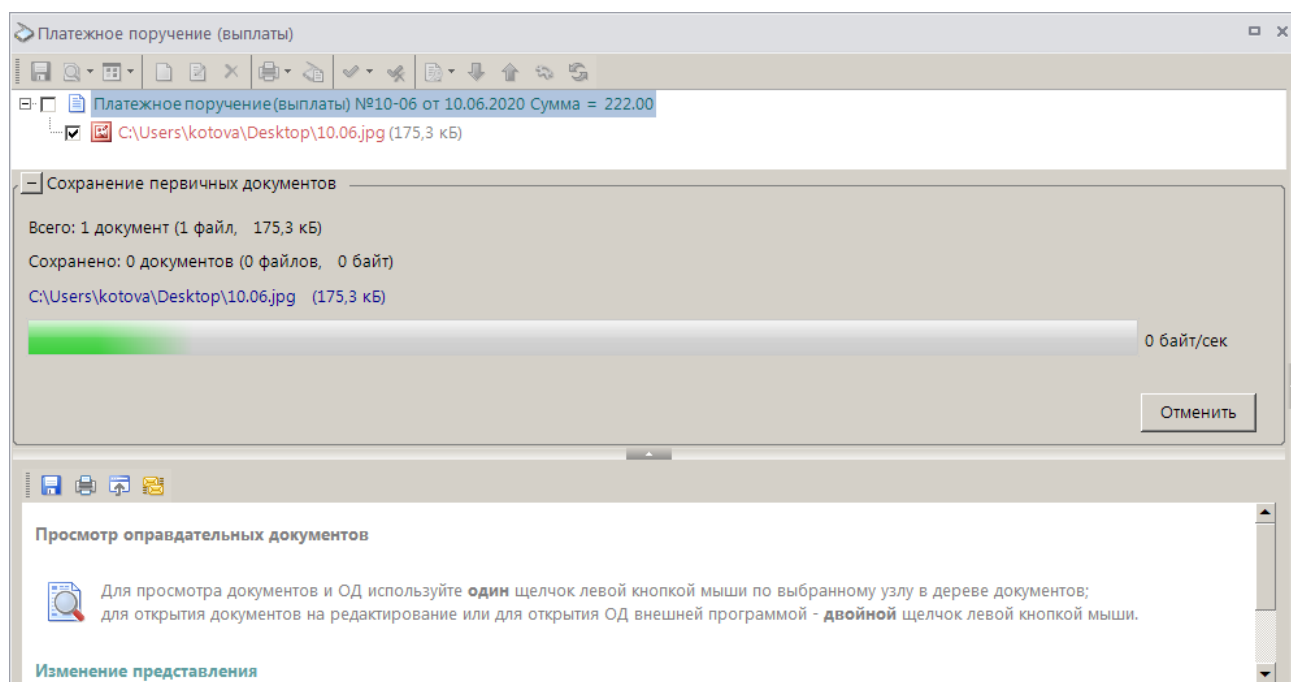 Платежное поручение (выплаты)
Платежное поручение(выплаты) №10-06 от 10.06.2020 Сумма = 222.00
C:\Users\kotova\Desktop\10.06.jpg (175,3 кБ)
Сохранение первичных документов
Всего: 1 документ (1 файл, 175,3 кБ)
Сохранено: 0 документов (0 файлов, 0 байт)
C:\Users\kotova\Desktop\10.06.jpg (175,3 кБ)
0 байт/сек
Отменить
Просмотр оправдательных документов
Для просмотра документов и ОД используйте один щелчок левой кнопкой мыши по выбранному узлу в дереве документов;
для открытия документов на редактирование или для открытия ОД внешней программой - двойной щелчок левой кнопкой мыши.
Изменение представления